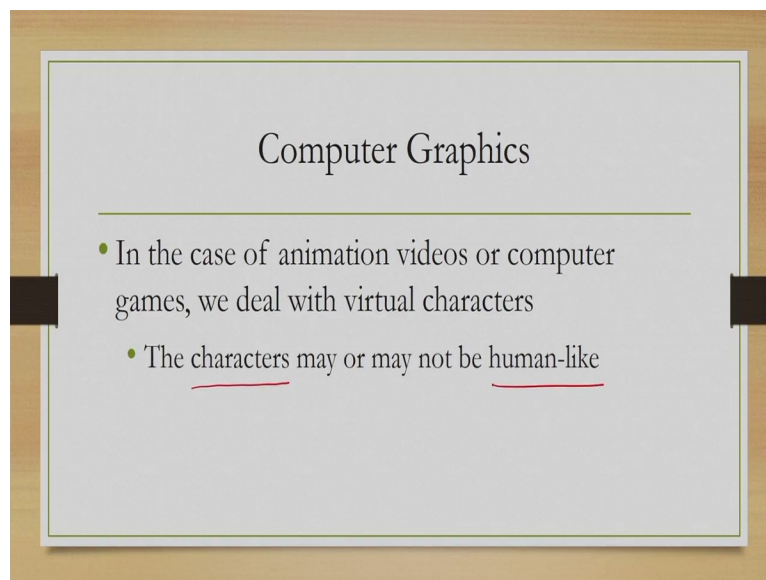 Computer Graphics
• In the case of animation videos or computer
games, we deal with virtual characters
• The characters may or may not be human-like